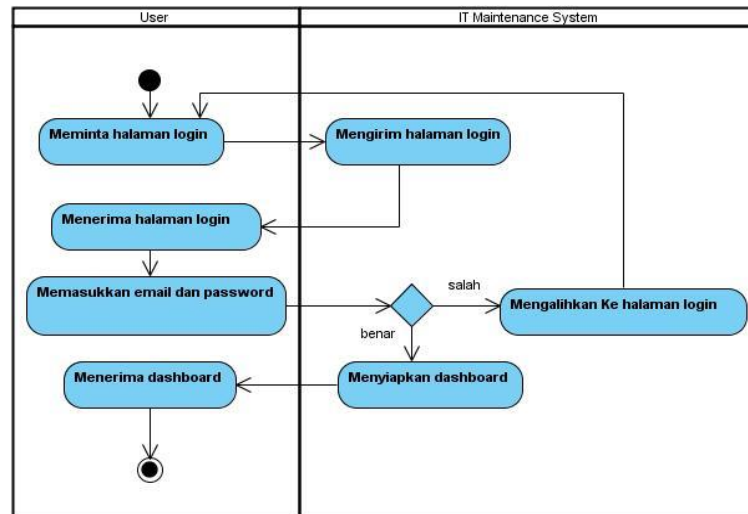 User
IT Maintenance System
Meminta halaman login
Mengirim halaman login
Menerima halaman login
Memasukkan email dan password
salah
Mengalihkan Ke halaman login
benar
Menerima dashboard
Menyiapkan dashboard